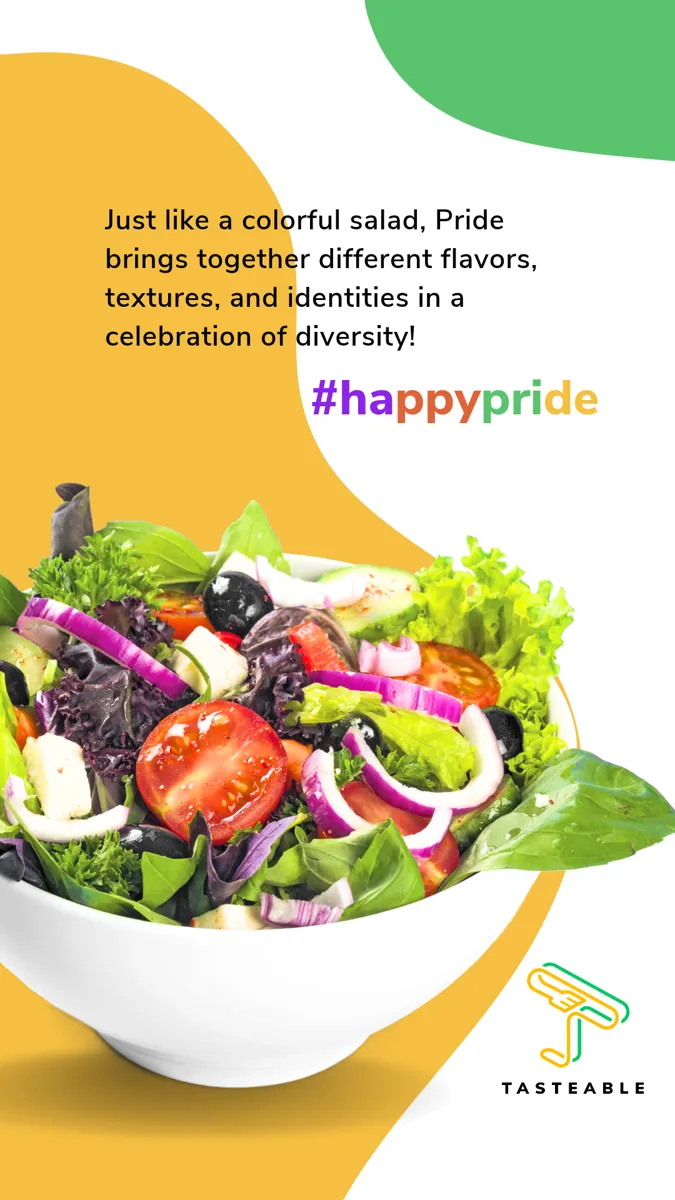 Just like a colorful salad, Pride
brings together different flavors,
textures, and identities in a
celebration of diversity!
#happypride
TASTEABLE